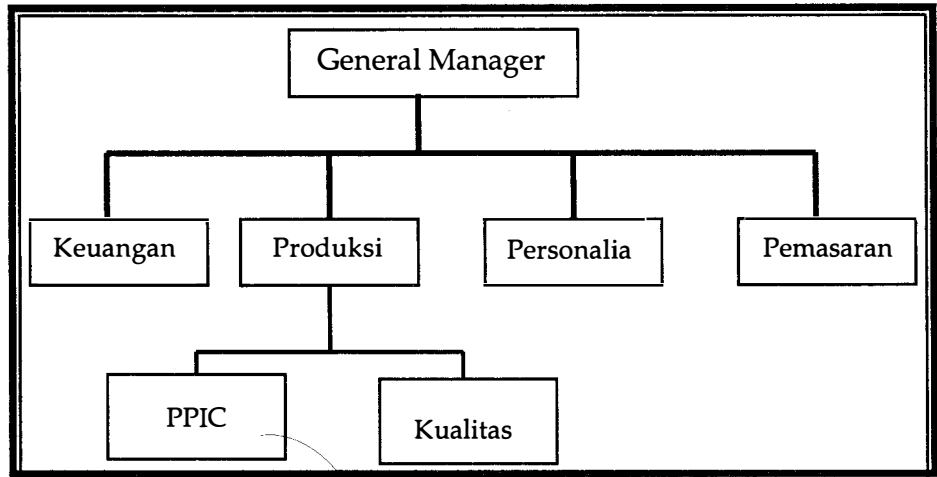 General Manager
Keuangan
Produksi
Personalia
Pemasaran
PPIC
Kualitas